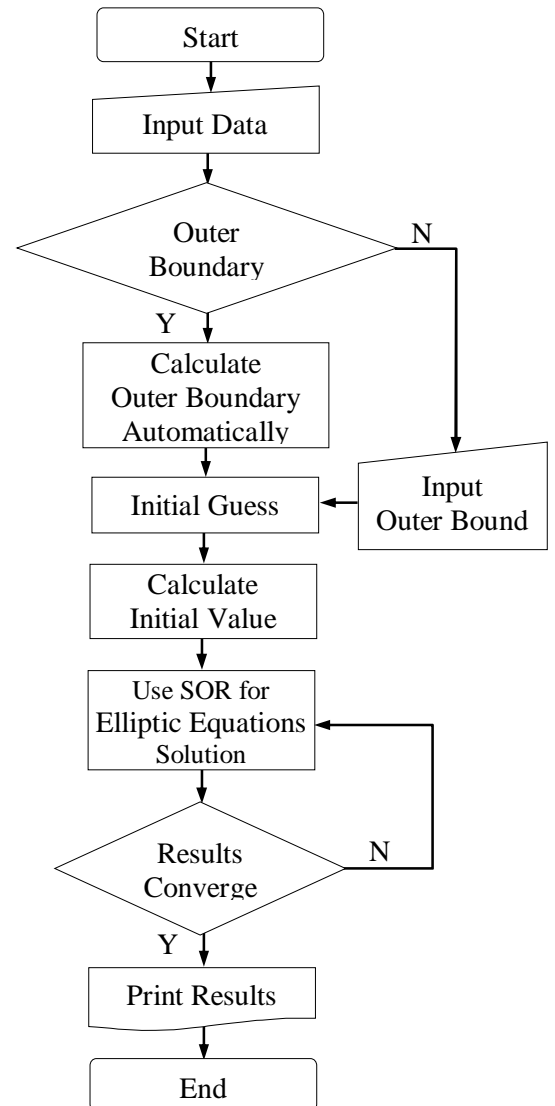 Start
Input Data
Outer
Boundary
N
Y
Calculate
Outer Boundary
Automatically
Initial Guess
Input
Outer Bound
Calculate
Initial Value
Use SOR for
Elliptic Equations
Solution
Results
Converge
N
Y
Print Results
End